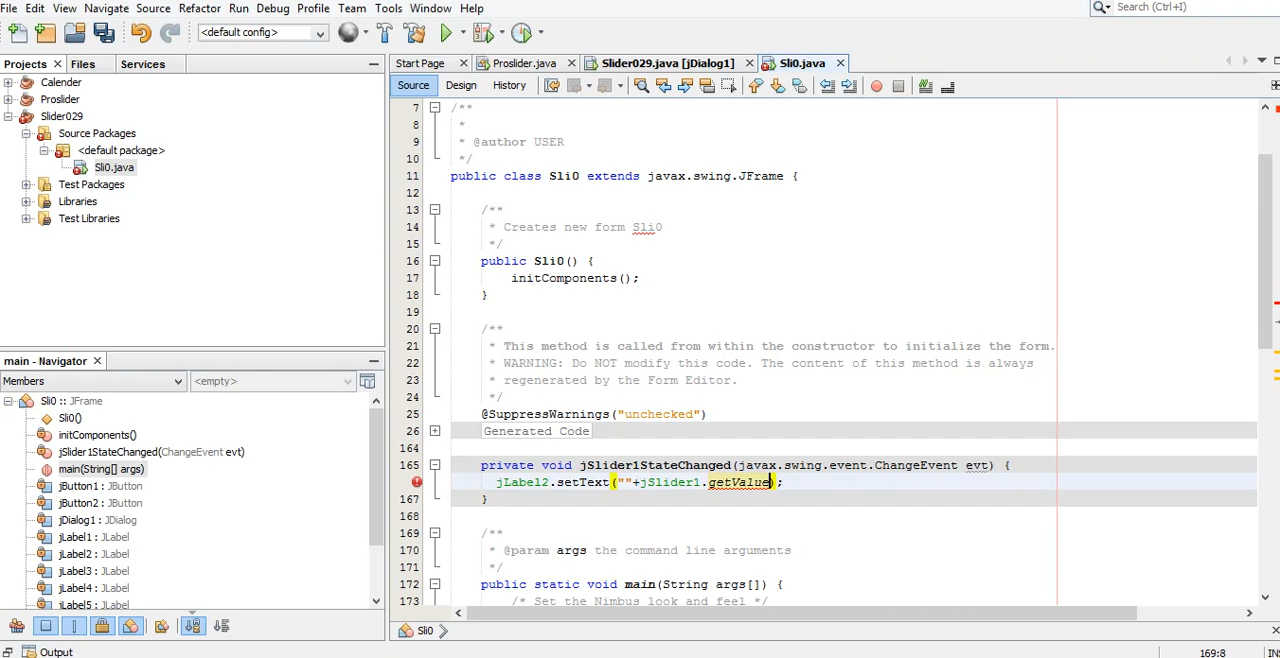 File Edit View Navigate Source Refactor Run Debug Profile Team Tools Window Help Search (Ctrl+I)
<default config>
Projects Files Services
Start Page Proslider.java Slider029.java [jDialog1] Sli0.java
Source Design History
Calender
Proslider
Slider029
Source Packages
<default package>
Sli0.java
Test Packages
Libraries
Test Libraries
main - Navigator
Members <empty>
Sli0 :: JFrame
Sli0()
initComponents()
jSlider1StateChanged(ChangeEvent evt)
main(String[] args)
jButton1 : JButton
jButton2 : JButton
jDialog1 : JDialog
jLabel1 : JLabel
jLabel2 : JLabel
jLabel3 : JLabel
jLabel4 : JLabel
jLabel5 : JLabel
7 /**
8 *
9 * @author USER
10 */
11 public class Sli0 extends javax.swing.JFrame {
12
13 /**
14 * Creates new form Sli0
15 */
16 public Sli0() {
17 initComponents();
18 }
19
20 /**
21 * This method is called from within the constructor to initialize the form.
22 * WARNING: Do NOT modify this code. The content of this method is always
23 * regenerated by the Form Editor.
24 */
25 @SuppressWarnings("unchecked")
26 Generated Code
164
165 private void jSlider1StateChanged(javax.swing.event.ChangeEvent evt) {
jLabel2.setText(""+jSlider1.getValue);
167 }
168
169 /**
170 * @param args the command line arguments
171 */
172 public static void main(String args[]) {
173 /* Set the Nimbus look and feel */
Sli0
Output
169:8 INS